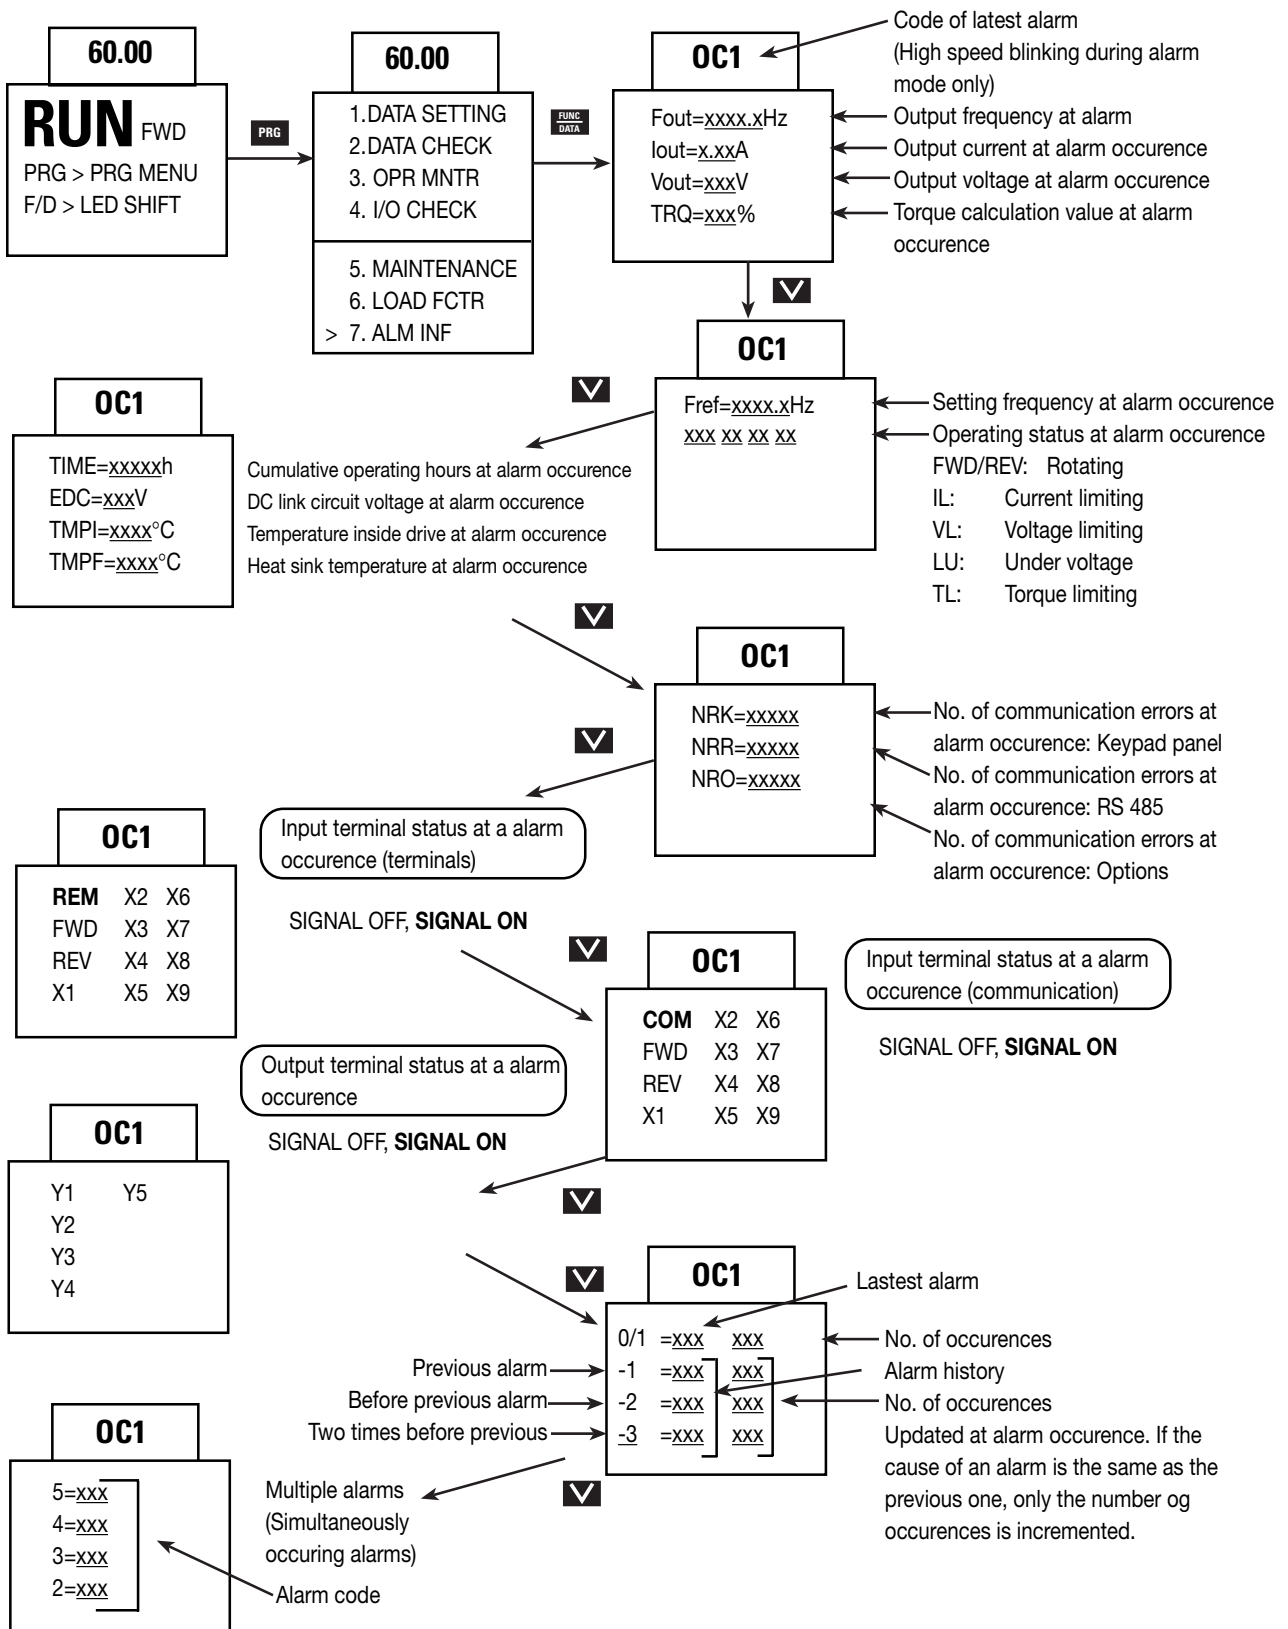 60.00
RUN FWD
PRG > PRG MENU
F/D > LED SHIFT
PRG
60.00
1.DATA SETTING
2.DATA CHECK
3. OPR MNTR
4. I/O CHECK
5. MAINTENANCE
6. LOAD FCTR
> 7. ALM INF
FUNC
DATA
OC1
Fout=xxxx.xHz
Iout=x.xxA
Vout=xxxV
TRQ=xxx%
Code of latest alarm
(High speed blinking during alarm
mode only)
Output frequency at alarm
Output current at alarm occurence
Output voltage at alarm occurence
Torque calculation value at alarm
occurence
OC1
Fref=xxxx.xHz
xxx xx xx xx
Setting frequency at alarm occurence
Operating status at alarm occurence
FWD/REV: Rotating
IL: Current limiting
VL: Voltage limiting
LU: Under voltage
TL: Torque limiting
OC1
TIME=xxxxxh
EDC=xxxV
TMPI=xxxx°C
TMPF=xxxx°C
Cumulative operating hours at alarm occurence
DC link circuit voltage at alarm occurence
Temperature inside drive at alarm occurence
Heat sink temperature at alarm occurence
OC1
NRK=xxxxx
NRR=xxxxx
NRO=xxxxx
No. of communication errors at
alarm occurence: Keypad panel
No. of communication errors at
alarm occurence: RS 485
No. of communication errors at
alarm occurence: Options
OC1
REM X2 X6
FWD X3 X7
REV X4 X8
X1 X5 X9
Input terminal status at a alarm
occurence (terminals)
SIGNAL OFF, SIGNAL ON
OC1
COM X2 X6
FWD X3 X7
REV X4 X8
X1 X5 X9
Input terminal status at a alarm
occurence (communication)
SIGNAL OFF, SIGNAL ON
Output terminal status at a alarm
occurence
SIGNAL OFF, SIGNAL ON
OC1
Y1 Y5
Y2
Y3
Y4
OC1
0/1 =xxx xxx
-1 =xxx xxx
-2 =xxx xxx
-3 =xxx xxx
Previous alarm
Before previous alarm
Two times before previous
Lastest alarm
No. of occurences
Alarm history
No. of occurences
Updated at alarm occurence. If the
cause of an alarm is the same as the
previous one, only the number og
occurences is incremented.
OC1
5=xxx
4=xxx
3=xxx
2=xxx
Multiple alarms
(Simultaneously
occuring alarms)
Alarm code